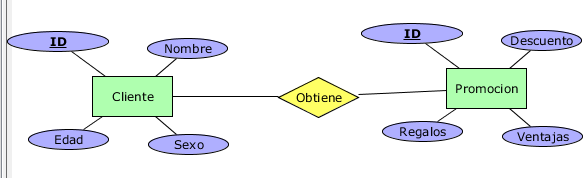 ID
Nombre
Cliente
Edad
Sexo
Obtiene
ID
Descuento
Promocion
Regalos
Ventajas